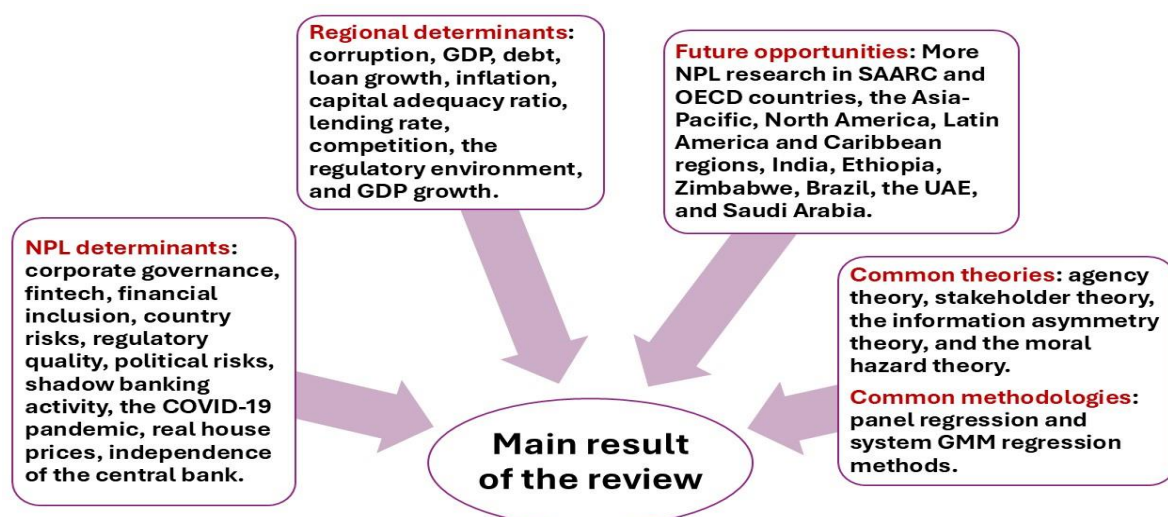 Regional determinants:
corruption, GDP, debt,
loan growth, inflation,
capital adequacy ratio,
lending rate,
competition, the
regulatory environment,
and GDP growth.
Future opportunities: More
NPL research in SAARC and
OECD countries, the Asia-
Pacific, North America, Latin
America and Caribbean
regions, India, Ethiopia,
Zimbabwe, Brazil, the UAE,
and Saudi Arabia.
NPL determinants:
corporate governance,
fintech, financial
inclusion, country
risks, regulatory
quality, political risks,
shadow banking
activity, the COVID-19
pandemic, real house
prices, independence
of the central bank.
Common theories: agency
theory, stakeholder theory,
the information asymmetry
theory, and the moral
hazard theory.
Common methodologies:
panel regression and
system GMM regression
methods.
Main result
of the review